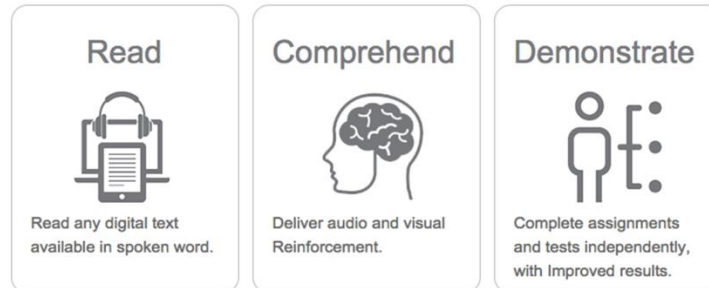 Read
Read any digital text
available in spoken word.
Comprehend
Deliver audio and visual
Reinforcement.
Demonstrate
Complete assignments
and tests independently,
with Improved results.